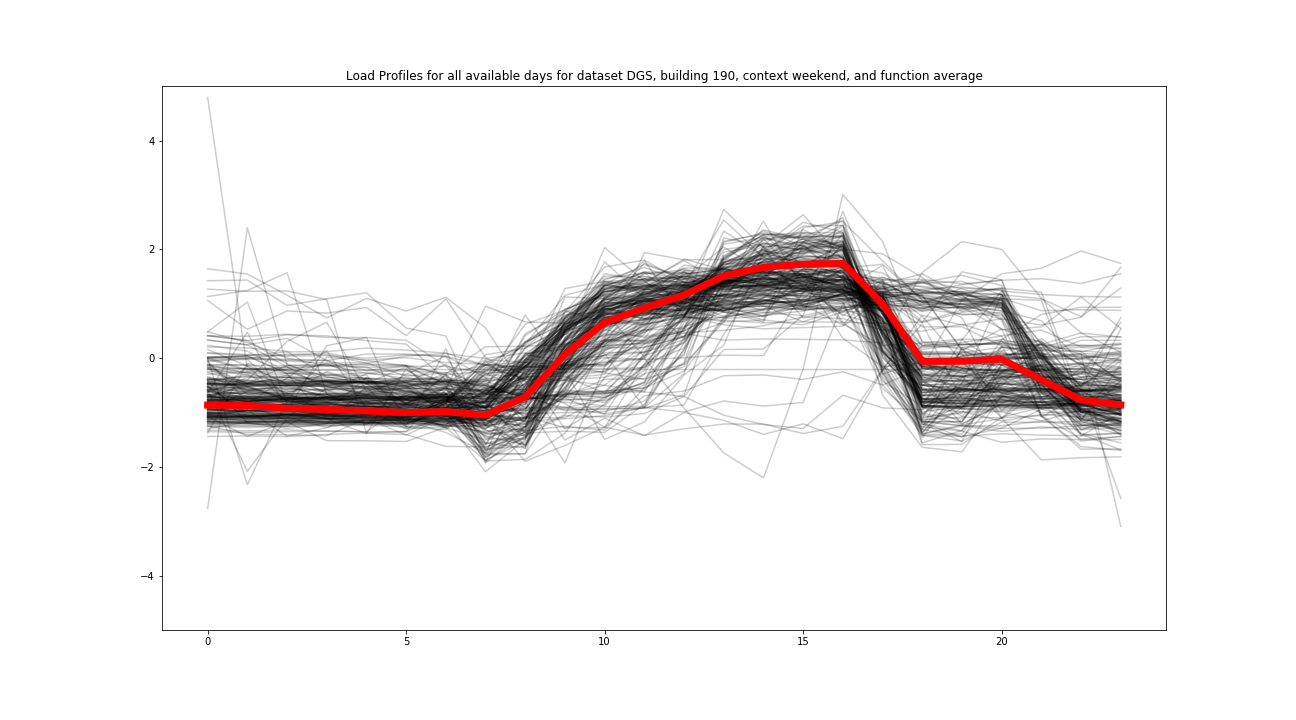 Load Profiles for all available days for dataset DGS, building 190, context weekend, and function average
4
2
0
−2
−4
0 5 10 15 20